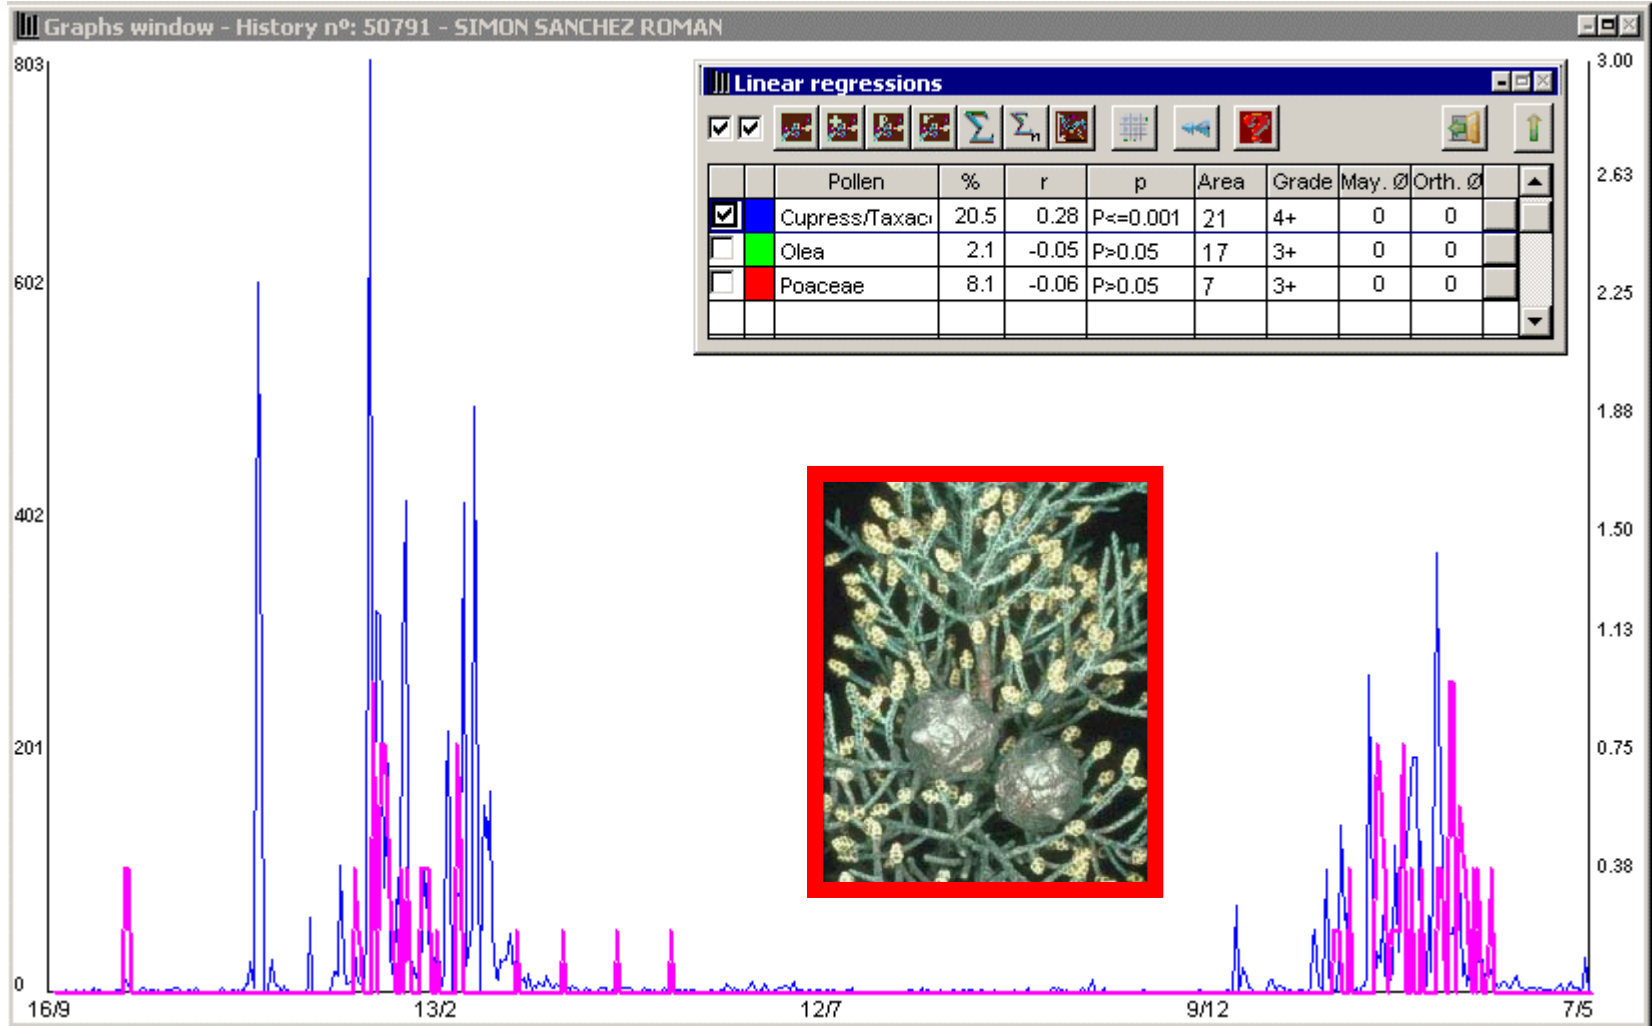 Graphs window - History nº: 50791 - SIMON SANCHEZ ROMAN
803
602
402
201
0
3.00
2.63
2.25
1.88
1.50
1.13
0.75
0.38
16/9
13/2
12/7
9/12
7/5
Linear regressions
Σ Σn
Pollen % r p Area Grade May. Ø Orth. Ø
Cupress/Taxac 20.5 0.28 P<=0.001 21 4+ 0 0
Olea 2.1 -0.05 P>0.05 17 3+ 0 0
Poaceae 8.1 -0.06 P>0.05 7 3+ 0 0